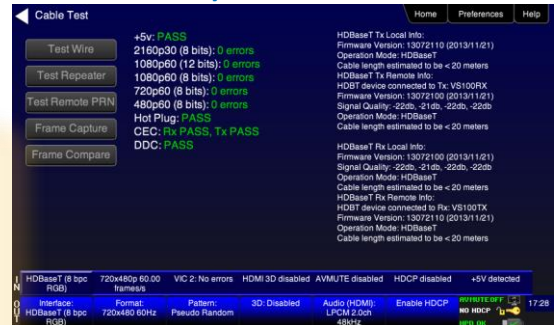 Cable Test
Home
Preferences
Help
Test Wire
Test Repeater
Test Remote PRN
Frame Capture
Frame Compare
+5v: PASS
2160p30 (8 bits): 0 errors
1080p60 (12 bits): 0 errors
1080p60 (8 bits): 0 errors
720p60 (8 bits): 0 errors
480p60 (8 bits): 0 errors
Hot Plug: PASS
CEC: Rx PASS, Tx PASS
DDC: PASS
HDBaseT Tx Local Info:
Firmware Version: 13072110 (2013/11/21)
Operation Mode: HDBaseT
Cable length estimated to be < 20 meters
HDBaseT Tx Remote Info:
HDBT device connected to Tx: VS100RX
Firmware Version: 13072100 (2013/11/21)
Signal Quality: -22db, -21db, -22db, -22db
Operation Mode: HDBaseT
Cable length estimated to be < 20 meters
HDBaseT Rx Local Info:
Firmware Version: 13072100 (2013/11/21)
Signal Quality: -22db, -22db, -22db, -22db
Operation Mode: HDBaseT
Cable length estimated to be < 20 meters
HDBaseT Rx Remote Info:
HDBT device connected to Rx: VS100TX
Firmware Version: 13072110 (2013/11/21)
Operation Mode: HDBaseT
Cable length estimated to be < 20 meters
IN
HDBaseT (8 bpc
RGB)
720x480p 60.00
frames/s
VIC 2: No errors
HDMI 3D disabled
AVMUTE disabled
HDCP disabled
+5V detected
OUT
Interface:
HDBaseT (8 bpc
RGB)
Format:
720x480 60Hz
Pattern:
Pseudo Random
3D: Disabled
Audio (HDMI):
LPCM 2.0ch
48kHz
Enable HDCP
AVMUTE OFF
NO HDCP
HPD OK
17:28